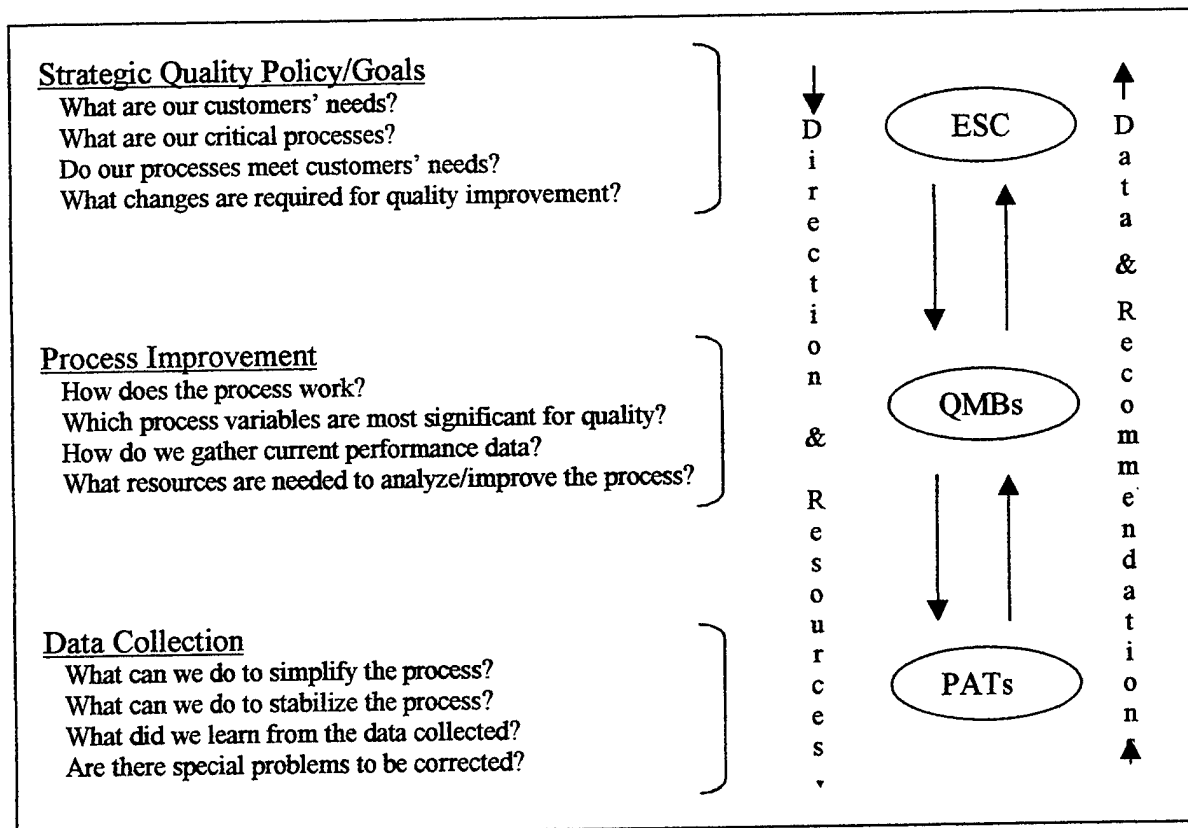 Strategic Quality Policy/Goals
What are our customers' needs?
What are our critical processes?
Do our processes meet customers' needs?
What changes are required for quality improvement?
Process Improvement
How does the process work?
Which process variables are most significant for quality?
How do we gather current performance data?
What resources are needed to analyze/improve the process?
Data Collection
What can we do to simplify the process?
What can we do to stabilize the process?
What did we learn from the data collected?
Are there special problems to be corrected?
Direction & Resources
ESC
QMBs
PATs
Data & Recommendations